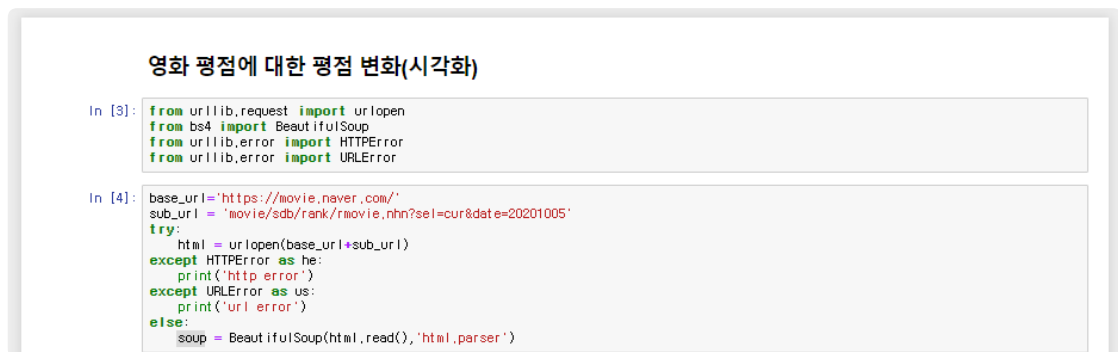 영화 평점에 대한 평점 변화(시각화)
In [3]:
from urllib.request import urlopen
from bs4 import BeautifulSoup
from urllib.error import HTTPError
from urllib.error import URLError
In [4]:
base_url='https://movie.naver.com/'
sub_url = 'movie/sdb/rank/rmovie.nhn?sel=cur&date=20201005'
try:
    html = urlopen(base_url+sub_url)
except HTTPError as he:
    print('http error')
except URLError as us:
    print('url error')
else:
    soup = BeautifulSoup(html.read(),'html.parser')